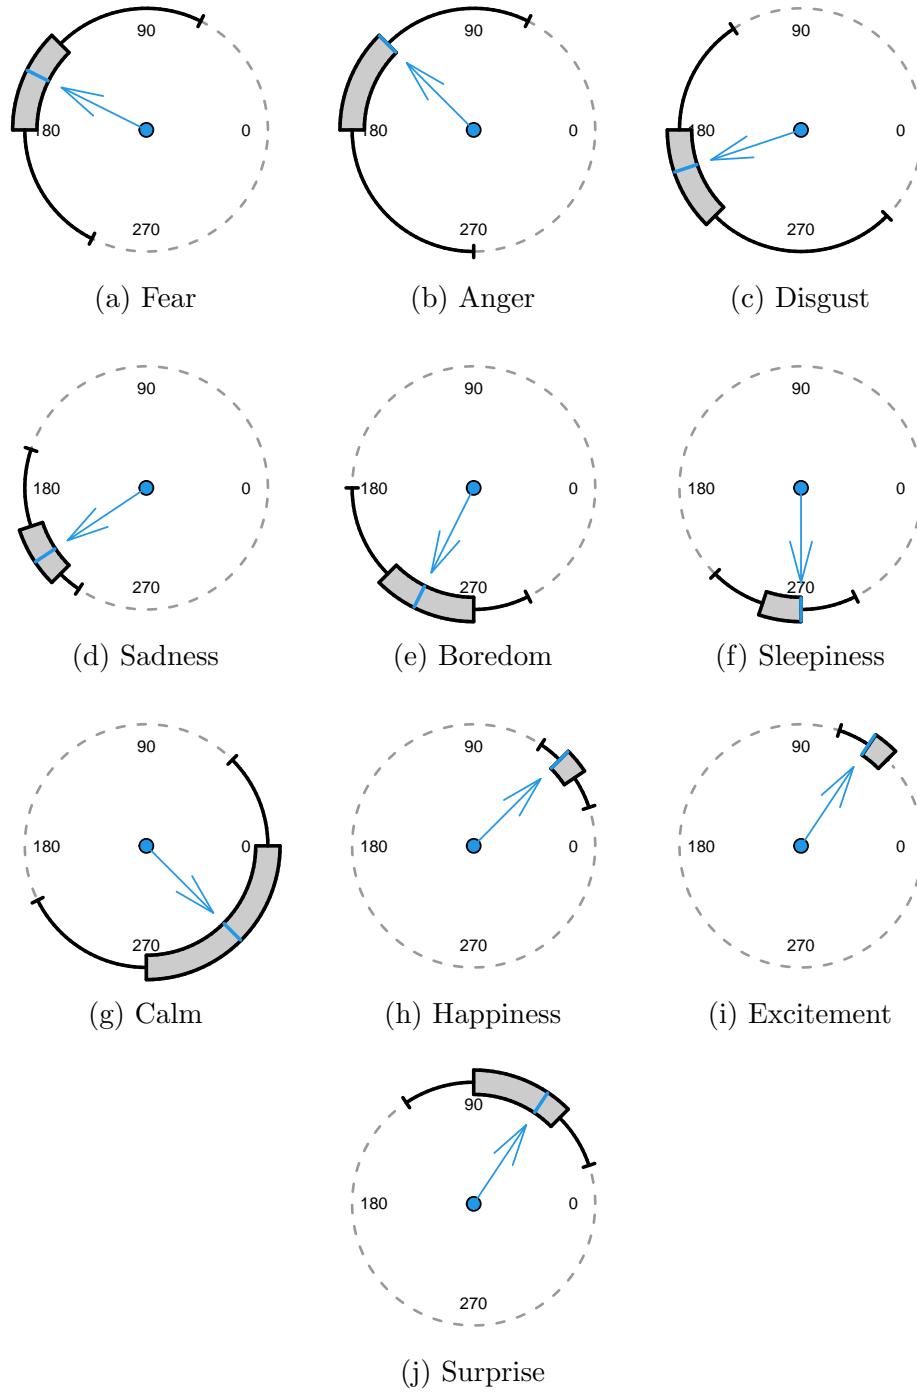 90 90 90
80 0 80 0 180 0
270 270 270
(a) Fear (b) Anger (c) Disgust
90 90 90
180 0 180 0 180 0
270 270 270
(d) Sadness (e) Boredom (f) Sleepiness
90 90 90
180 0 180 0 180 0
270 270 270
(g) Calm (h) Happiness (i) Excitement
90
180 0
270
(j) Surprise